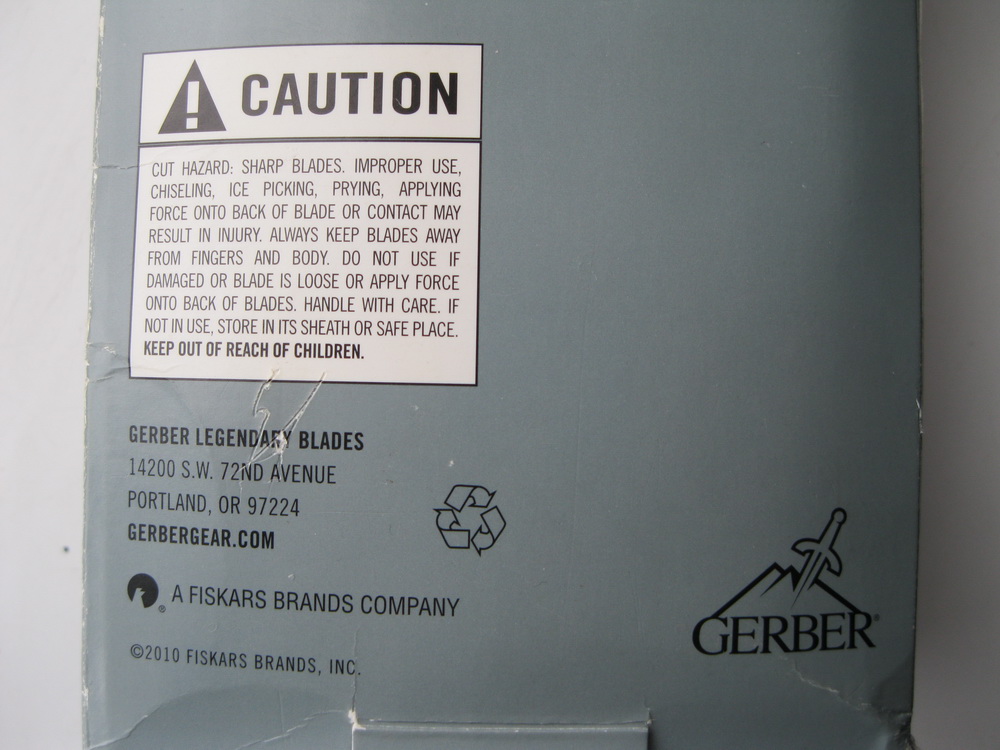 CAUTION
CUT HAZARD: SHARP BLADES. IMPROPER USE,
CHISELING, ICE PICKING, PRYING, APPLYING
FORCE ONTO BACK OF BLADE OR CONTACT MAY
RESULT IN INJURY. ALWAYS KEEP BLADES AWAY
FROM FINGERS AND BODY. DO NOT USE IF
DAMAGED OR BLADE IS LOOSE OR APPLY FORCE
ONTO BACK OF BLADES. HANDLE WITH CARE. IF
NOT IN USE, STORE IN ITS SHEATH OR SAFE PLACE.
KEEP OUT OF REACH OF CHILDREN.
GERBER LEGENDARY BLADES
14200 S.W. 72ND AVENUE
PORTLAND, OR 97224
GERBERGEAR.COM
® A FISKARS BRANDS COMPANY
©2010 FISKARS BRANDS, INC.
GERBER®